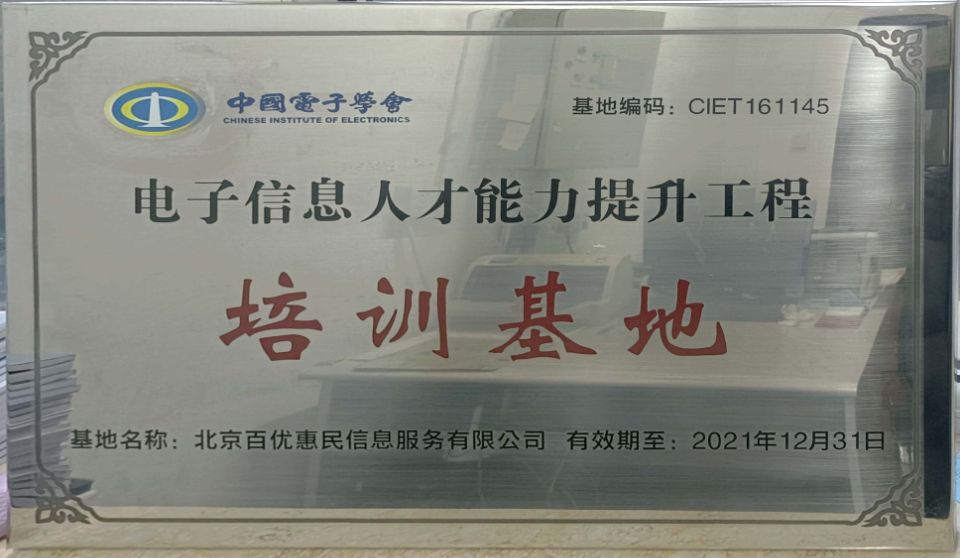 中國電子學會
CHINESE INSTITUTE OF ELECTRONICS
基地编码：CIET161145
电子信息人才能力提升工程
培训基地
基地名称：北京百优惠民信息服务有限公司 有效期至：2021年12月31日